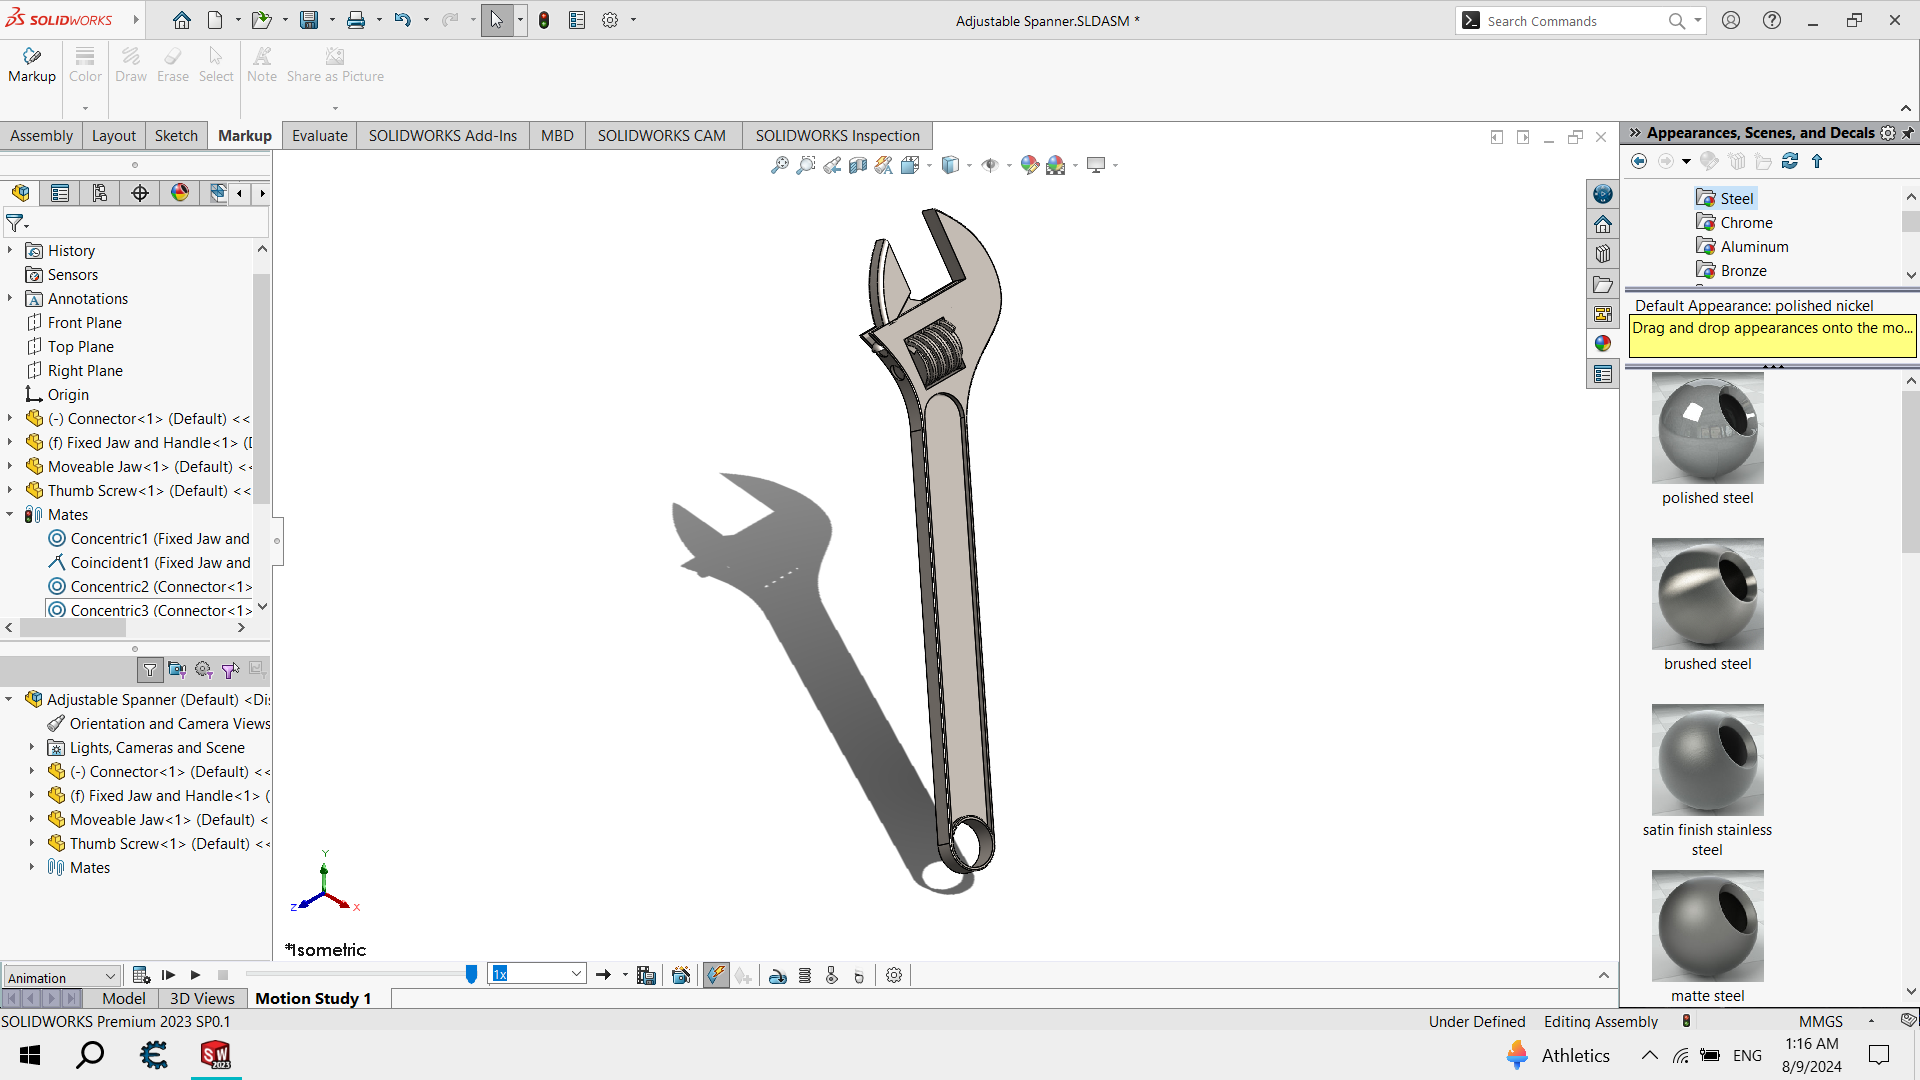 SOLIDWORKS
Adjustable Spanner.SLDASM *
Search Commands
Markup
Color
Draw
Erase
Select
Note
Share as Picture
Assembly
Layout
Sketch
Markup
Evaluate
SOLIDWORKS Add-Ins
MBD
SOLIDWORKS CAM
SOLIDWORKS Inspection
History
Sensors
Annotations
Front Plane
Top Plane
Right Plane
Origin
(-) Connector<1> (Default) <<
(f) Fixed Jaw and Handle<1> (
Moveable Jaw<1> (Default) <
Thumb Screw<1> (Default) <<
Mates
Concentric1 (Fixed Jaw and
Coincident1 (Fixed Jaw and
Concentric2 (Connector<1>
Concentric3 (Connector<1>
Adjustable Spanner (Default) <Di
Orientation and Camera Views
Lights, Cameras and Scene
(-) Connector<1> (Default) <<
(f) Fixed Jaw and Handle<1> (
Moveable Jaw<1> (Default) <
Thumb Screw<1> (Default) <<
Mates
Y
Z
X
*Isometric
Animation
1x
Model
3D Views
Motion Study 1
Appearances, Scenes, and Decals
Steel
Chrome
Aluminum
Bronze
Default Appearance: polished nickel
Drag and drop appearances onto the mo...
polished steel
brushed steel
satin finish stainless
steel
matte steel
SOLIDWORKS Premium 2023 SP0.1
Under Defined
Editing Assembly
MMGS
SW
2023
Athletics
ENG
1:16 AM
8/9/2024